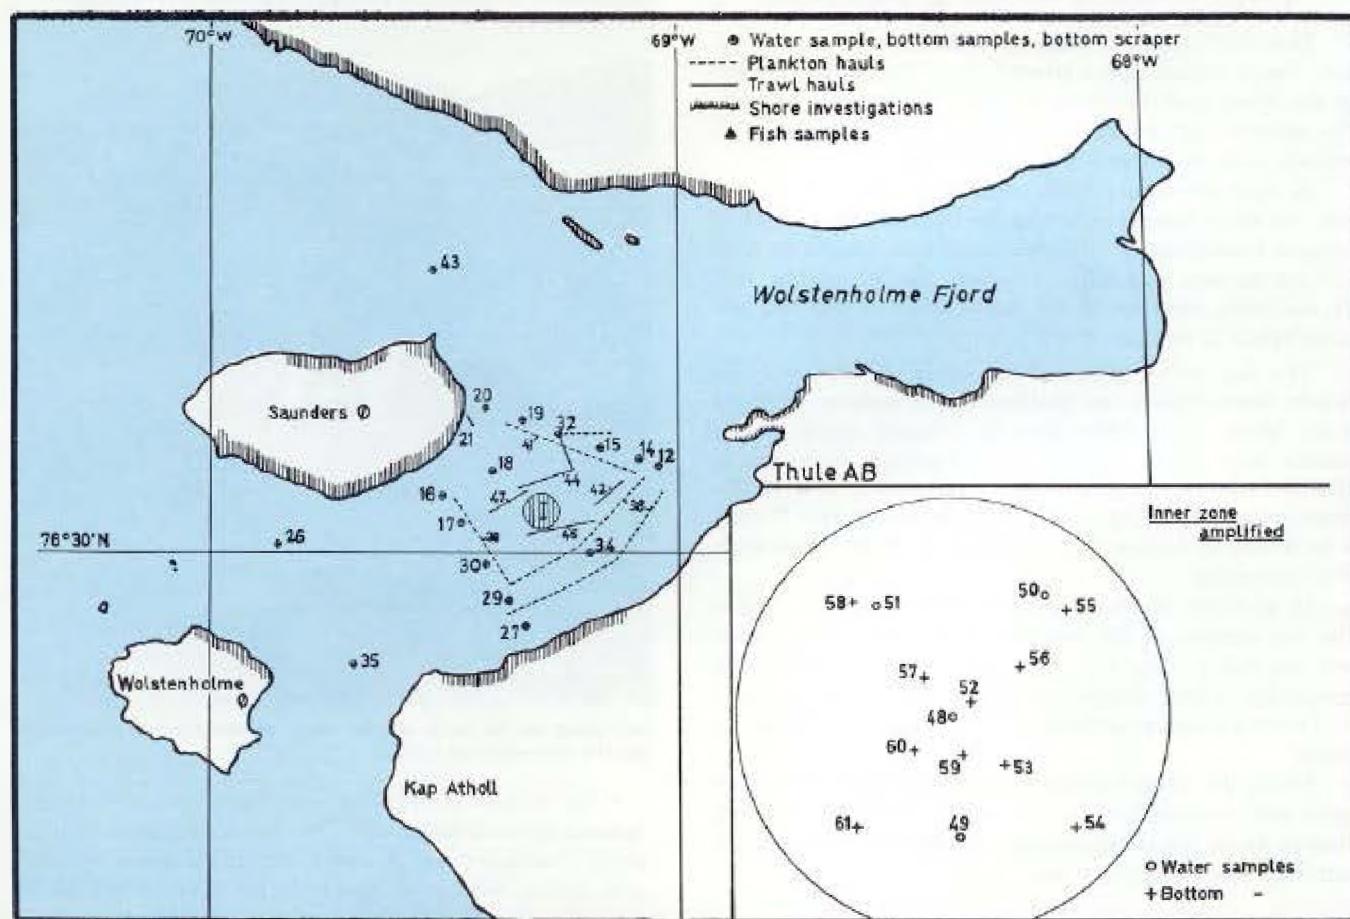 70°W
69°W
68°W
Water sample, bottom samples, bottom scraper
Plankton hauls
Trawl hauls
Shore investigations
Fish samples
43
Wolstenholme Fjord
Saunders Ø
20
19
32
21
41
15
14
12
18
44
42
16
47
38
17
45
76°30'N
26
34
30
29
27
35
Wolstenholme
Ø
Kap Atholl
Thule AB
Inner zone
amplified
58
51
50
55
57
56
52
48
60
59
53
61
49
54
Water samples
Bottom -